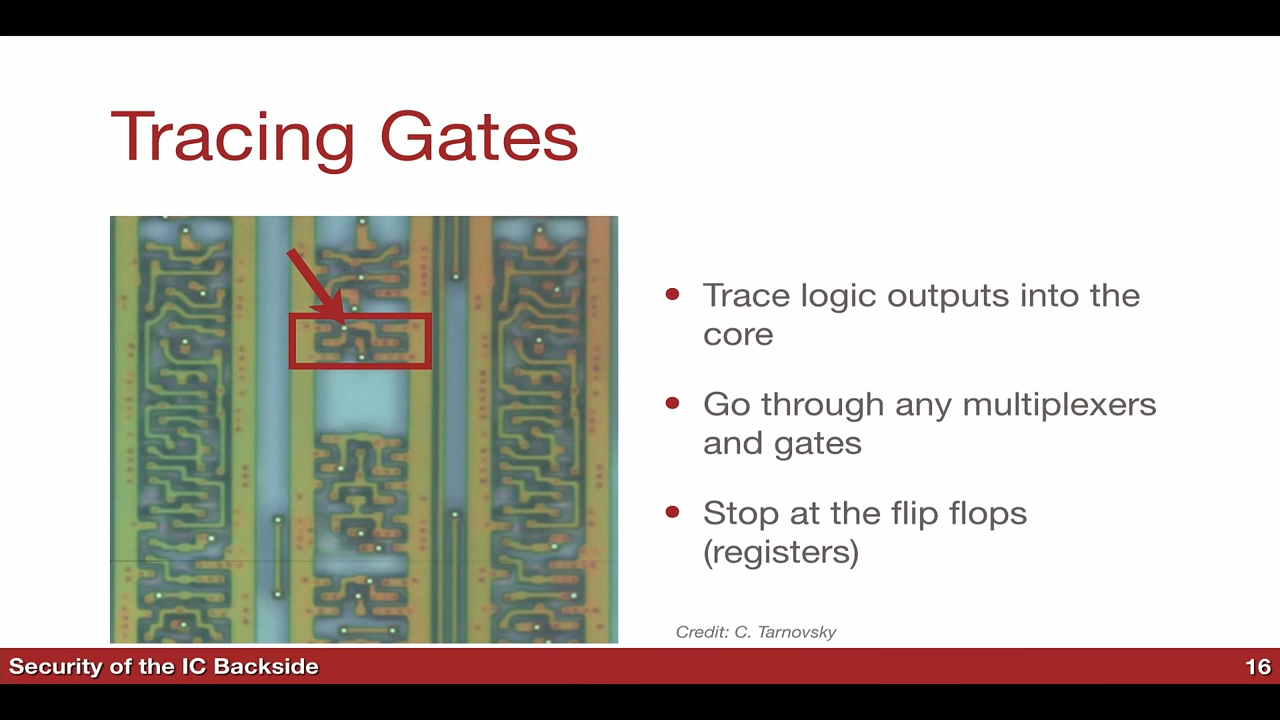 Tracing Gates
• Trace logic outputs into the
core
• Go through any multiplexers
and gates
• Stop at the flip flops
(registers)
Credit: C. Tarnovsky
Security of the IC Backside
16